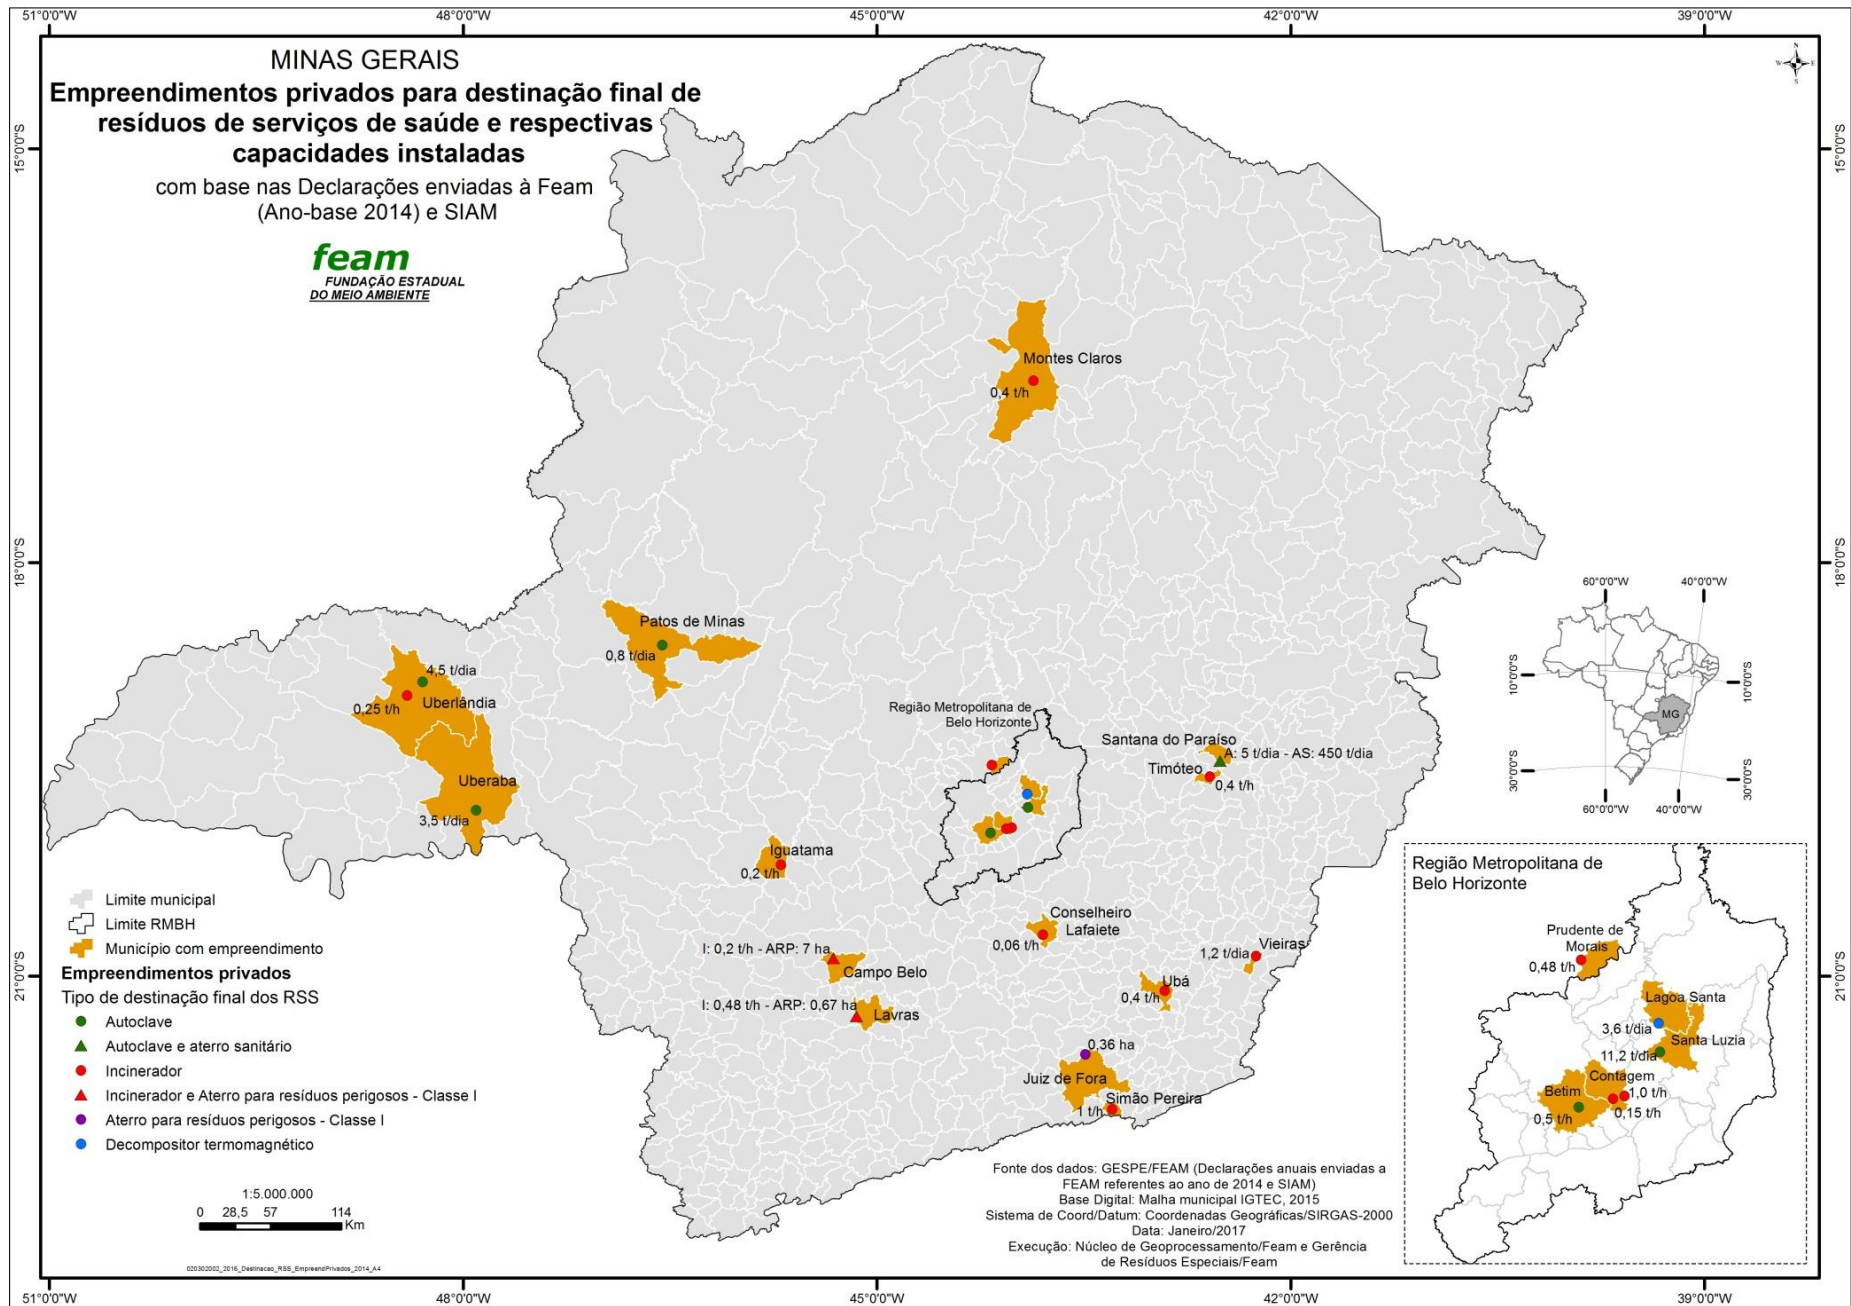 51°0'0"W
48°0'0"W
45°0'0"W
42°0'0"W
39°0'0"W
MINAS GERAIS
Empreendimentos privados para destinação final de
resíduos de serviços de saúde e respectivas
capacidades instaladas
com base nas Declarações enviadas à Feam
(Ano-base 2014) e SIAM
feam
FUNDAÇÃO ESTADUAL
DO MEIO AMBIENTE
N
W
E
S
15°0'0"S
15°0'0"S
Montes Claros
0,4 t/h
18°0'0"S
18°0'0"S
Patos de Minas
0,8 t/dia
4,5 t/dia
Uberlândia
0,25 t/h
Uberaba
3,5 t/dia
Região Metropolitana de
Belo Horizonte
Santana do Paraíso
A: 5 t/dia - AS: 450 t/dia
Timóteo
0,4 t/h
Iguatama
0,2 t/h
Conselheiro
Lafaiete
0,06 t/h
Vieiras
1,2 t/dia
I: 0,2 t/h - ARP: 7 ha
Campo Belo
Ubá
0,4 t/h
I: 0,48 t/h - ARP: 0,67 ha
Lavras
0,36 ha
Juiz de Fora
Simão Pereira
1 t/h
60°0'0"W
40°0'0"W
10°0'0"S
10°0'0"S
MG
30°0'0"S
30°0'0"S
60°0'0"W
40°0'0"W
Região Metropolitana de
Belo Horizonte
Prudente de
Morais
0,48 t/h
Lagoa Santa
3,6 t/dia
Santa Luzia
11,2 t/dia
Contagem
Betim
1,0 t/h
0,15 t/h
0,5 t/h
21°0'0"S
21°0'0"S
Limite municipal
Limite RMBH
Município com empreendimento
Empreendimentos privados
Tipo de destinação final dos RSS
Autoclave
Autoclave e aterro sanitário
Incinerador
Incinerador e Aterro para resíduos perigosos - Classe I
Aterro para resíduos perigosos - Classe I
Decompositor termomagnético
1:5.000.000
0 28,5 57 114
Km
020302002_2016_Destinacao_RSS_EmpreendPrivados_2014_A4
Fonte dos dados: GESPE/FEAM (Declarações anuais enviadas a
FEAM referentes ao ano de 2014 e SIAM)
Base Digital: Malha municipal IGTEC, 2015
Sistema de Coord/Datum: Coordenadas Geográficas/SIRGAS-2000
Data: Janeiro/2017
Execução: Núcleo de Geoprocessamento/Feam e Gerência
de Resíduos Especiais/Feam
51°0'0"W
48°0'0"W
45°0'0"W
42°0'0"W
39°0'0"W